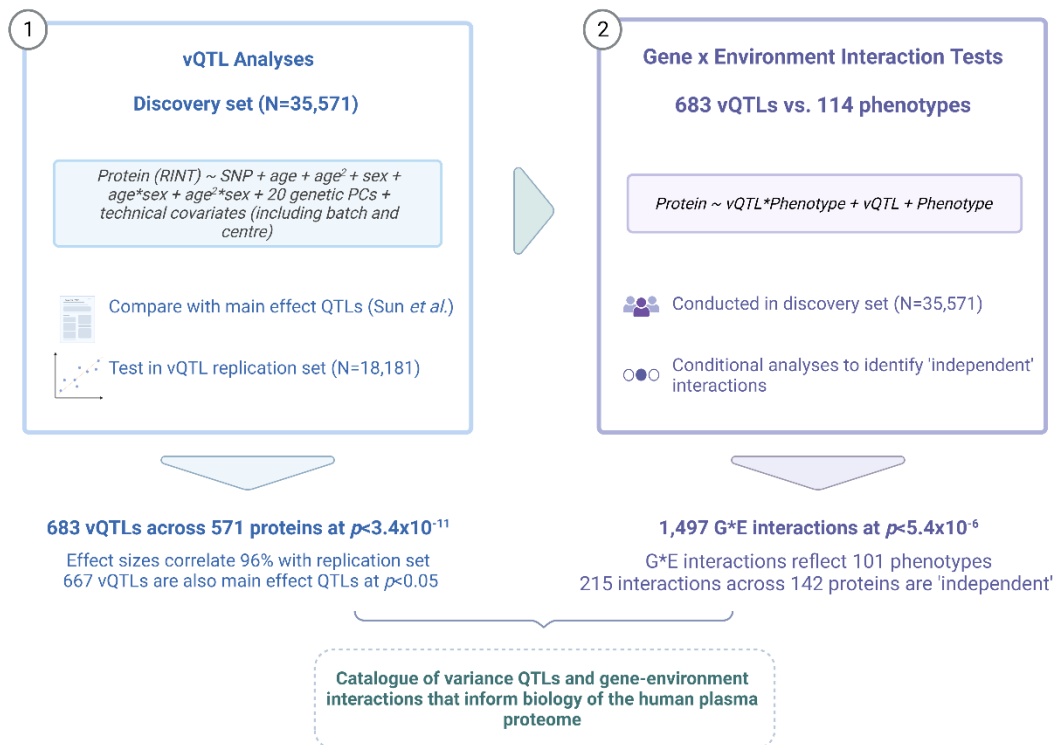 1
vQTL Analyses
Discovery set (N=35,571)
Protein (RINT) ~ SNP + age + age² + sex +
age*sex + age²*sex + 20 genetic PCs +
technical covariates (including batch and
centre)
Compare with main effect QTLs (Sun et al.)
Test in vQTL replication set (N=18,181)
683 vQTLs across 571 proteins at p<3.4x10⁻¹¹
Effect sizes correlate 96% with replication set
667 vQTLs are also main effect QTLs at p<0.05
2
Gene x Environment Interaction Tests
683 vQTLs vs. 114 phenotypes
Protein ~ vQTL*Phenotype + vQTL + Phenotype
Conducted in discovery set (N=35,571)
Conditional analyses to identify 'independent'
interactions
1,497 G*E interactions at p<5.4x10⁻⁶
G*E interactions reflect 101 phenotypes
215 interactions across 142 proteins are 'independent'
Catalogue of variance QTLs and gene-environment
interactions that inform biology of the human plasma
proteome